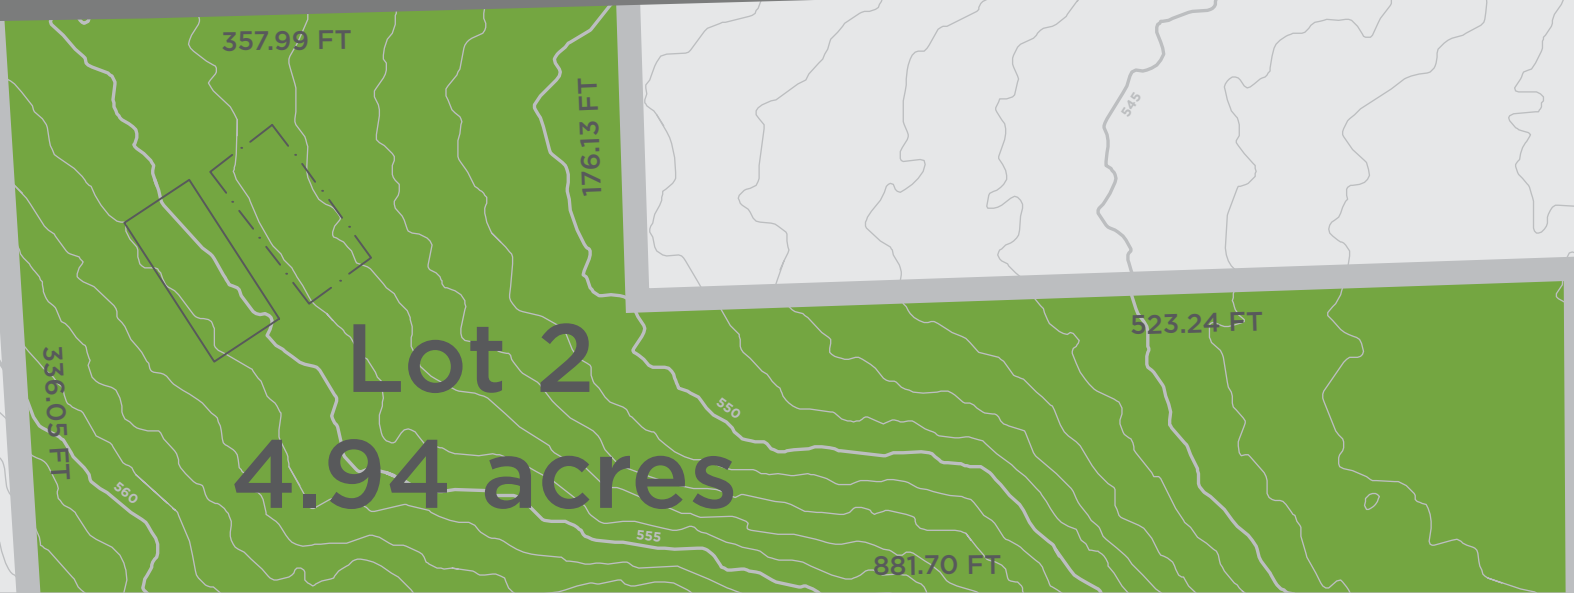 357.99 FT
176.13 FT
545
523.24 FT
Lot 2
336.05 FT
550
4.94 acres
560
555
881.70 FT